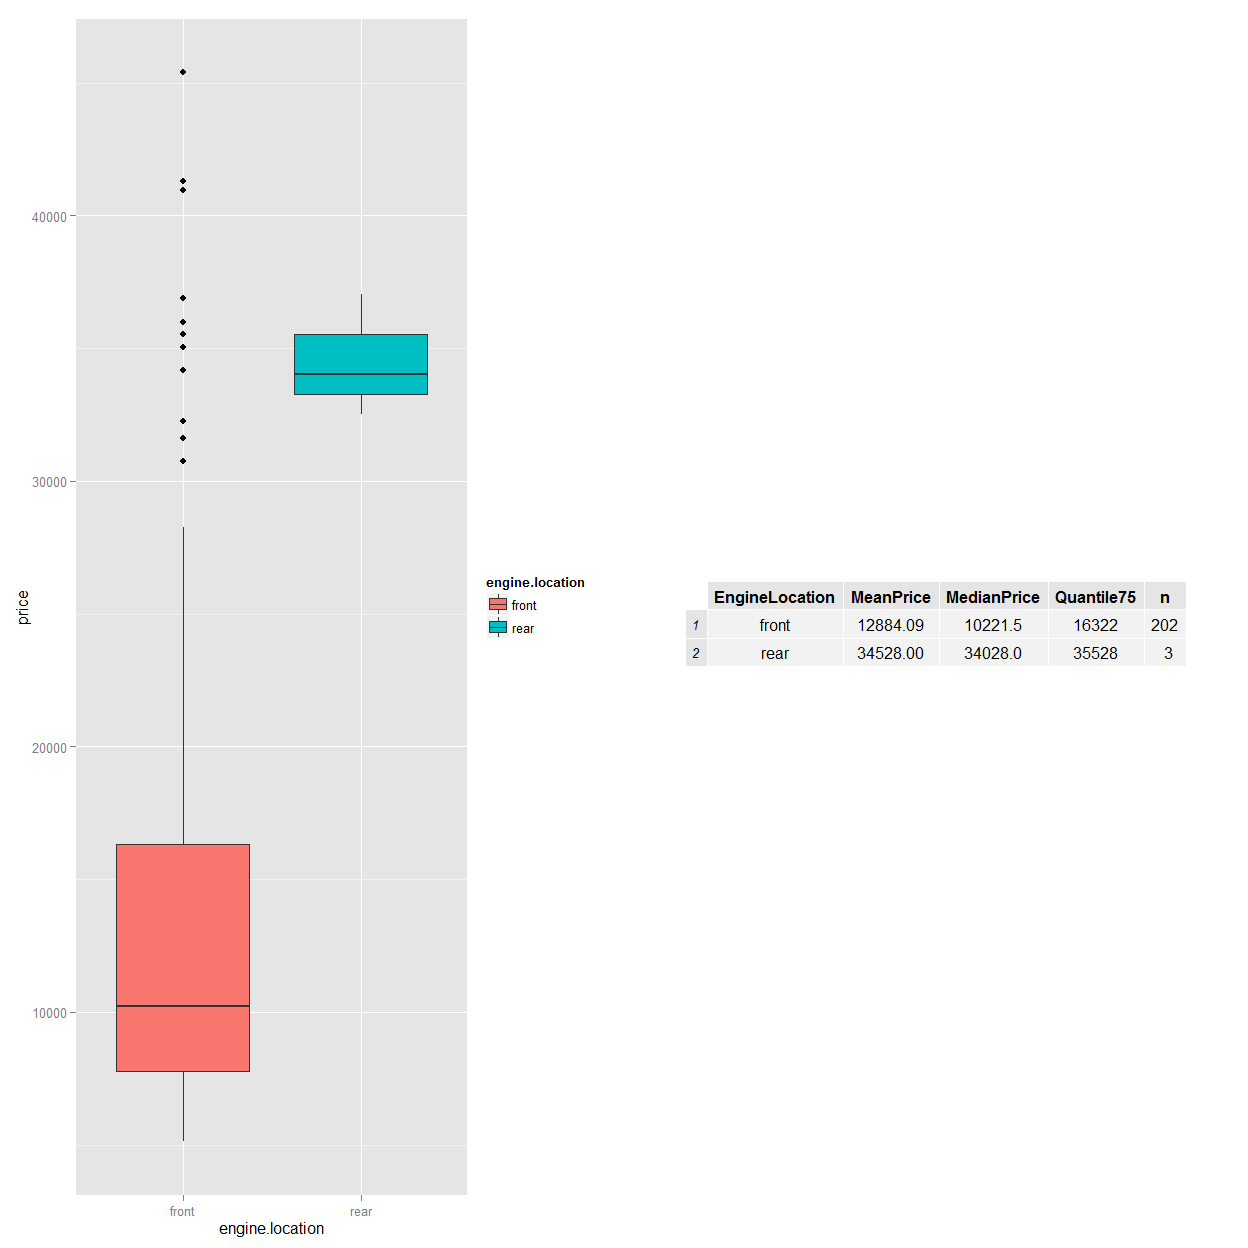 40000
30000
20000
10000
price
front
rear
engine.location
engine.location
front
rear
EngineLocation MeanPrice MedianPrice Quantile75 n
1 front 12884.09 10221.5 16322 202
2 rear 34528.00 34028.0 35528 3